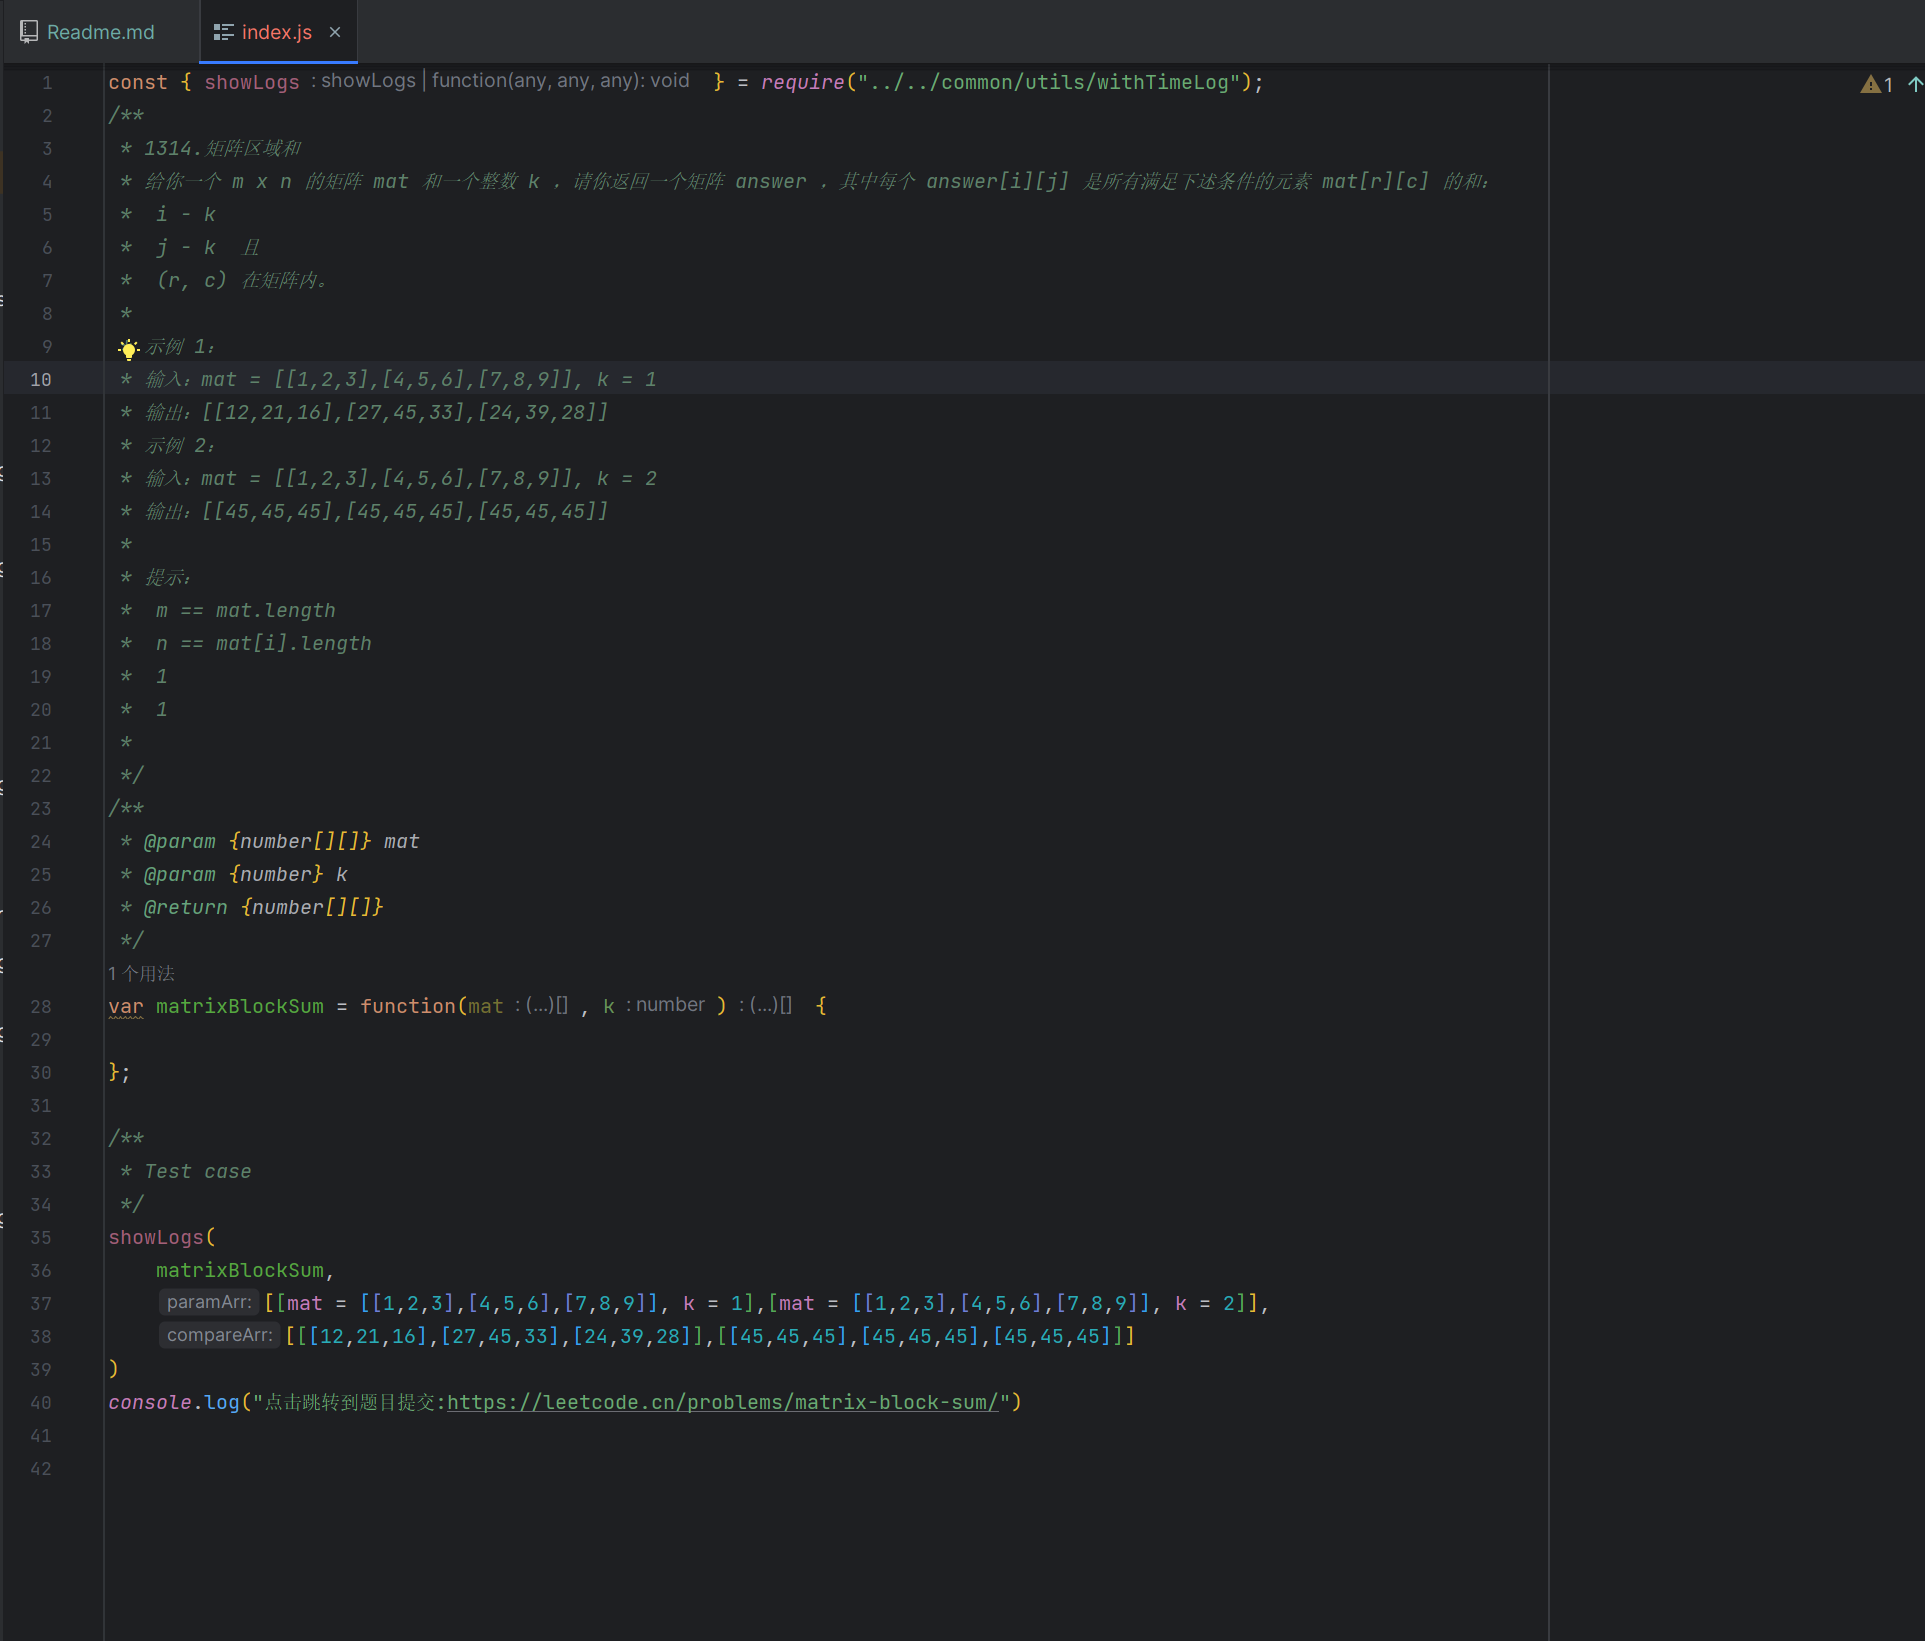 Readme.md
index.js ×
1 const { showLogs : showLogs | function(any, any, any): void } = require("../../common/utils/withTimeLog");
⚠1 ↑
2 /**
3 * 1314.矩阵区域和
4 * 给你一个 m x n 的矩阵 mat 和一个整数 k ，请你返回一个矩阵 answer ，其中每个 answer[i][j] 是所有满足下述条件的元素 mat[r][c] 的和：
5 * i - k
6 * j - k 且
7 * (r, c) 在矩阵内。
8 *
9 示例 1：
10 * 输入：mat = [[1,2,3],[4,5,6],[7,8,9]], k = 1
11 * 输出：[[12,21,16],[27,45,33],[24,39,28]]
12 * 示例 2：
13 * 输入：mat = [[1,2,3],[4,5,6],[7,8,9]], k = 2
14 * 输出：[[45,45,45],[45,45,45],[45,45,45]]
15 *
16 * 提示：
17 * m == mat.length
18 * n == mat[i].length
19 * 1
20 * 1
21 *
22 */
23 /**
24 * @param {number[][]} mat
25 * @param {number} k
26 * @return {number[][]}
27 */
1 个用法
28 var matrixBlockSum = function(mat : (...)[] , k : number ) : (...)[] {
29
30 };
31
32 /**
33 * Test case
34 */
35 showLogs(
36 matrixBlockSum,
37 paramArr: [[mat = [[1,2,3],[4,5,6],[7,8,9]], k = 1],[mat = [[1,2,3],[4,5,6],[7,8,9]], k = 2]],
38 compareArr: [[[12,21,16],[27,45,33],[24,39,28]],[[45,45,45],[45,45,45],[45,45,45]]]
39 )
40 console.log("点击跳转到题目提交:https://leetcode.cn/problems/matrix-block-sum/")
41
42